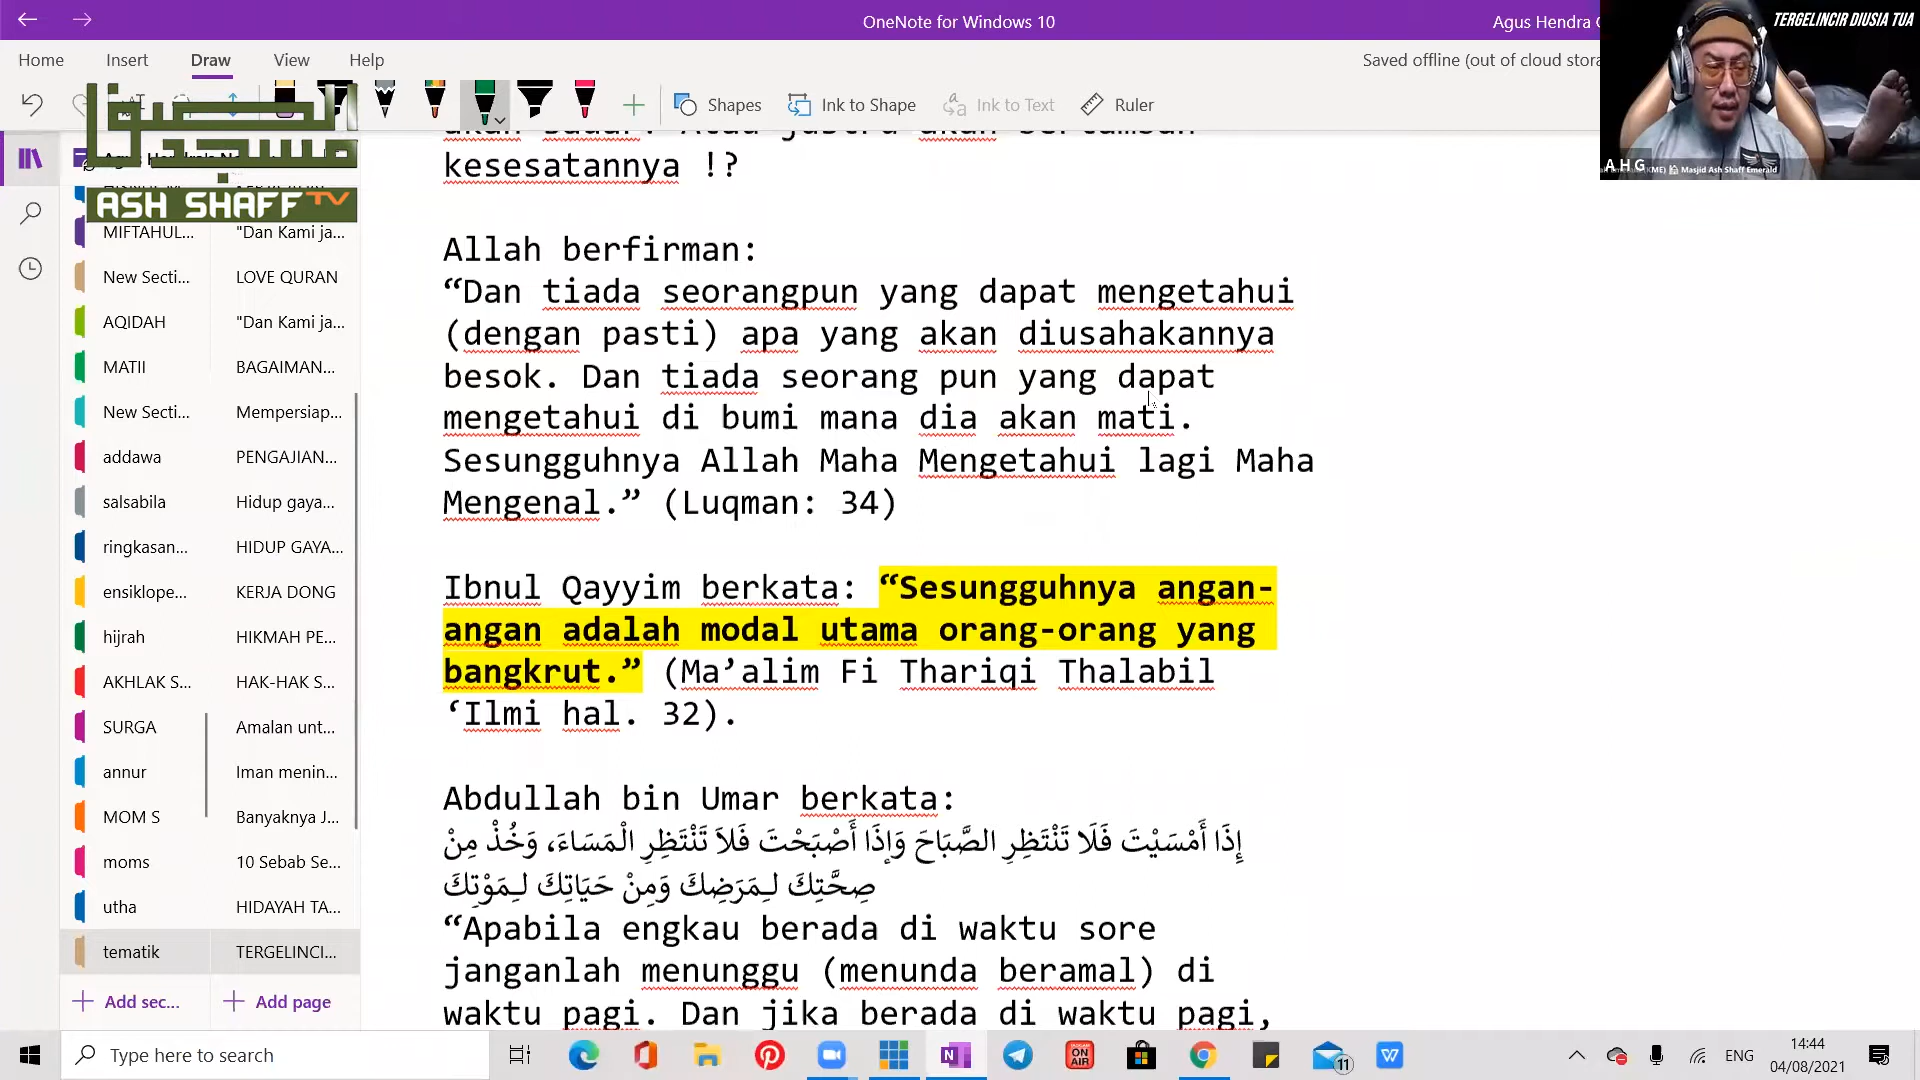 OneNote for Windows 10
Agus Hendra
TERGELINCIR DIUSIA TUA
Home Insert Draw View Help
Saved offline (out of cloud stora
Shapes Ink to Shape Ink to Text Ruler
A H G
Masjid Ash Shaff Emerald
ASH SHAFF TV
MIFTAHUL... "Dan Kami ja...
New Secti... LOVE QURAN
AQIDAH "Dan Kami ja...
MATII BAGAIMAN...
New Secti... Mempersiap...
addawa PENGAJIAN...
salsabila Hidup gaya...
ringkasan... HIDUP GAYA...
ensiklope... KERJA DONG
hijrah HIKMAH PE...
AKHLAK S... HAK-HAK S...
SURGA Amalan unt...
annur Iman menin...
MOM S Banyaknya J...
moms 10 Sebab Se...
utha HIDAYAH TA...
tematik TERGELINCI...
Add sec... Add page
kesesatannya !?
Allah berfirman:
“Dan tiada seorangpun yang dapat mengetahui
(dengan pasti) apa yang akan diusahakannya
besok. Dan tiada seorang pun yang dapat
mengetahui di bumi mana dia akan mati.
Sesungguhnya Allah Maha Mengetahui lagi Maha
Mengenal.” (Luqman: 34)
Ibnul Qayyim berkata: “Sesungguhnya angan-
angan adalah modal utama orang-orang yang
bangkrut.” (Ma’alim Fi Thariqi Thalabil
‘Ilmi hal. 32).
Abdullah bin Umar berkata:
إِذَا أَمْسَيْتَ فَلَا تَنْتَظِرِ الصَّبَاحَ وَإِذَا أَصْبَحْتَ فَلاَ تَنْتَظِرِ الْمَسَاءَ، وَخُذْ مِنْ
صِحَّتِكَ لِمَرَضِكَ وَمِنْ حَيَاتِكَ لِمَوْتِكَ
“Apabila engkau berada di waktu sore
janganlah menunggu (menunda beramal) di
waktu pagi. Dan jika berada di waktu pagi,
Type here to search
ON AIR
11
ENG
14:44
04/08/2021